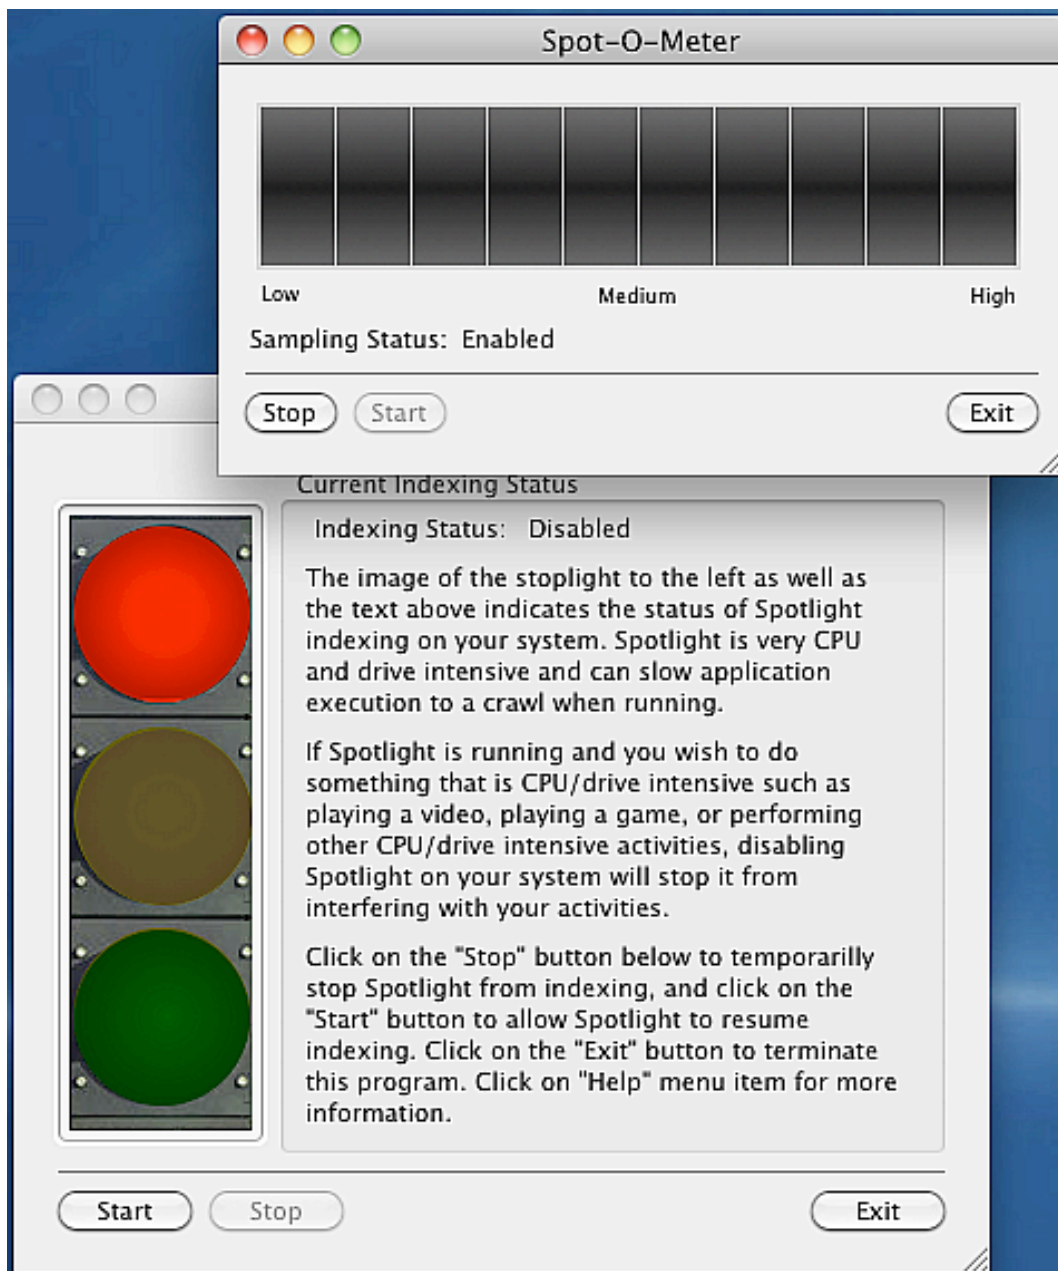 Spot-O-Meter
Low Medium High
Sampling Status: Enabled
Stop Start Exit
Current Indexing Status
Indexing Status: Disabled
The image of the stoplight to the left as well as
the text above indicates the status of Spotlight
indexing on your system. Spotlight is very CPU
and drive intensive and can slow application
execution to a crawl when running.
If Spotlight is running and you wish to do
something that is CPU/drive intensive such as
playing a video, playing a game, or performing
other CPU/drive intensive activities, disabling
Spotlight on your system will stop it from
interfering with your activities.
Click on the "Stop" button below to temporarilly
stop Spotlight from indexing, and click on the
"Start" button to allow Spotlight to resume
indexing. Click on the "Exit" button to terminate
this program. Click on "Help" menu item for more
information.
Start Stop Exit